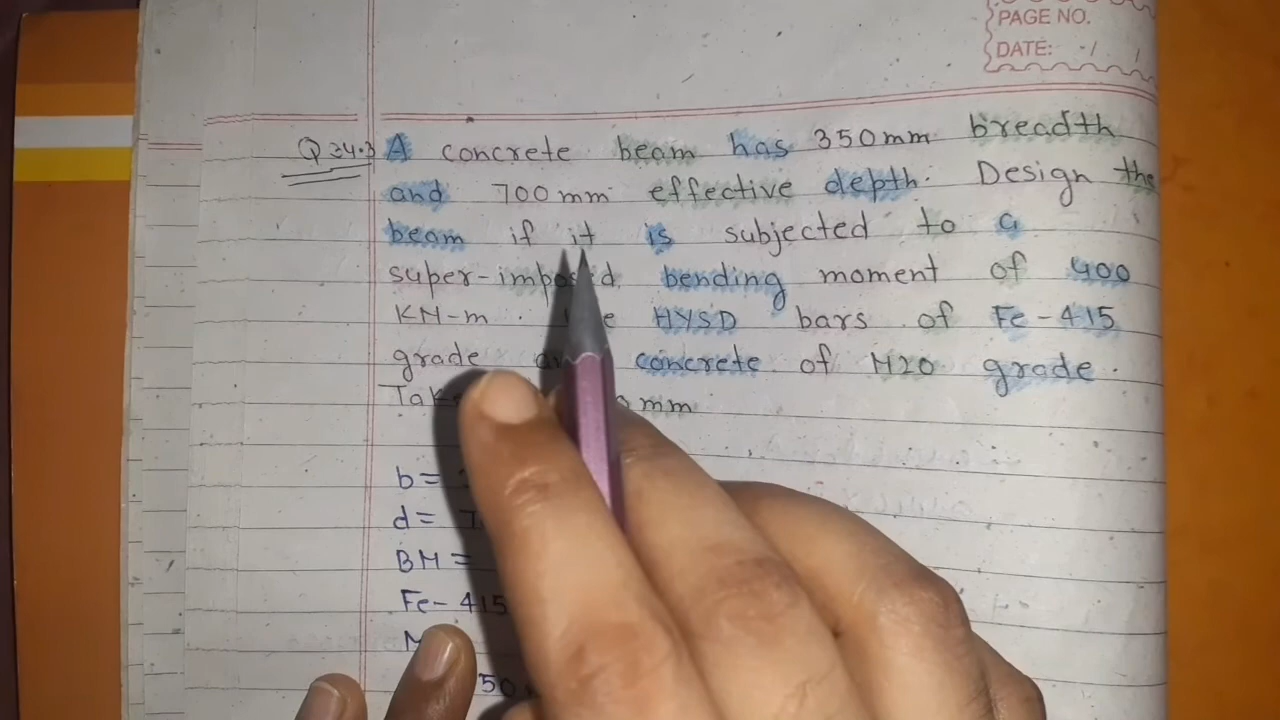 PAGE NO.
DATE: / /
Q 24.3 A concrete beam has 350mm breadth
and 700mm effective depth. Design the
beam if it is subjected to a
super-imposed bending moment of 400
KN-m. HYSD bars of Fe-415
grade concrete of M20 grade.
mm
b=
d= 7
BM =
Fe-415
M
50